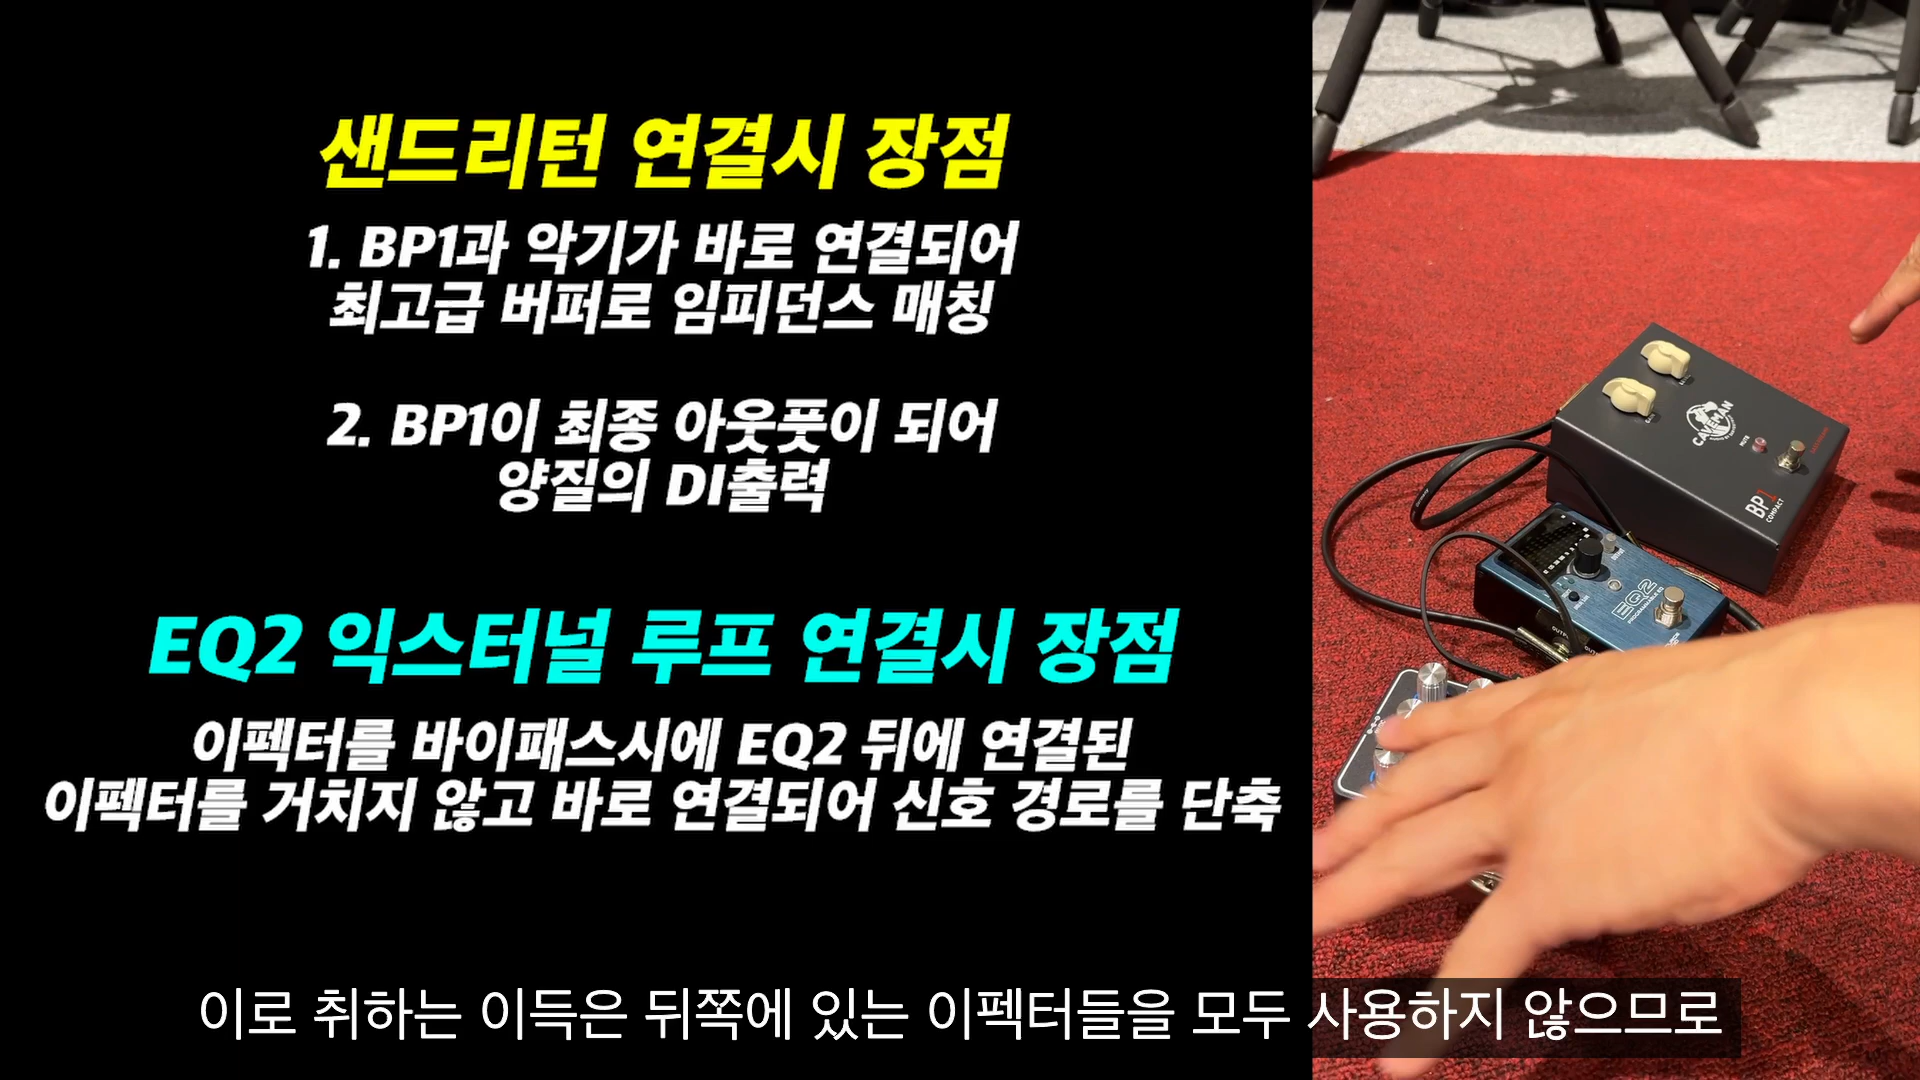 샌드리턴 연결시 장점
1. BP1과 악기가 바로 연결되어
최고급 버퍼로 임피던스 매칭
2. BP1이 최종 아웃풋이 되어
양질의 DI출력
EQ2 익스터널 루프 연결시 장점
이펙터를 바이패스시에 EQ2 뒤에 연결된
이펙터를 거치지 않고 바로 연결되어 신호 경로를 단축
CAVEMAN
MUTE
BP1
COMPACT
EQ2
PROGRAMMABLE EQ
이로 취하는 이득은 뒤쪽에 있는 이펙터들을 모두 사용하지 않으므로